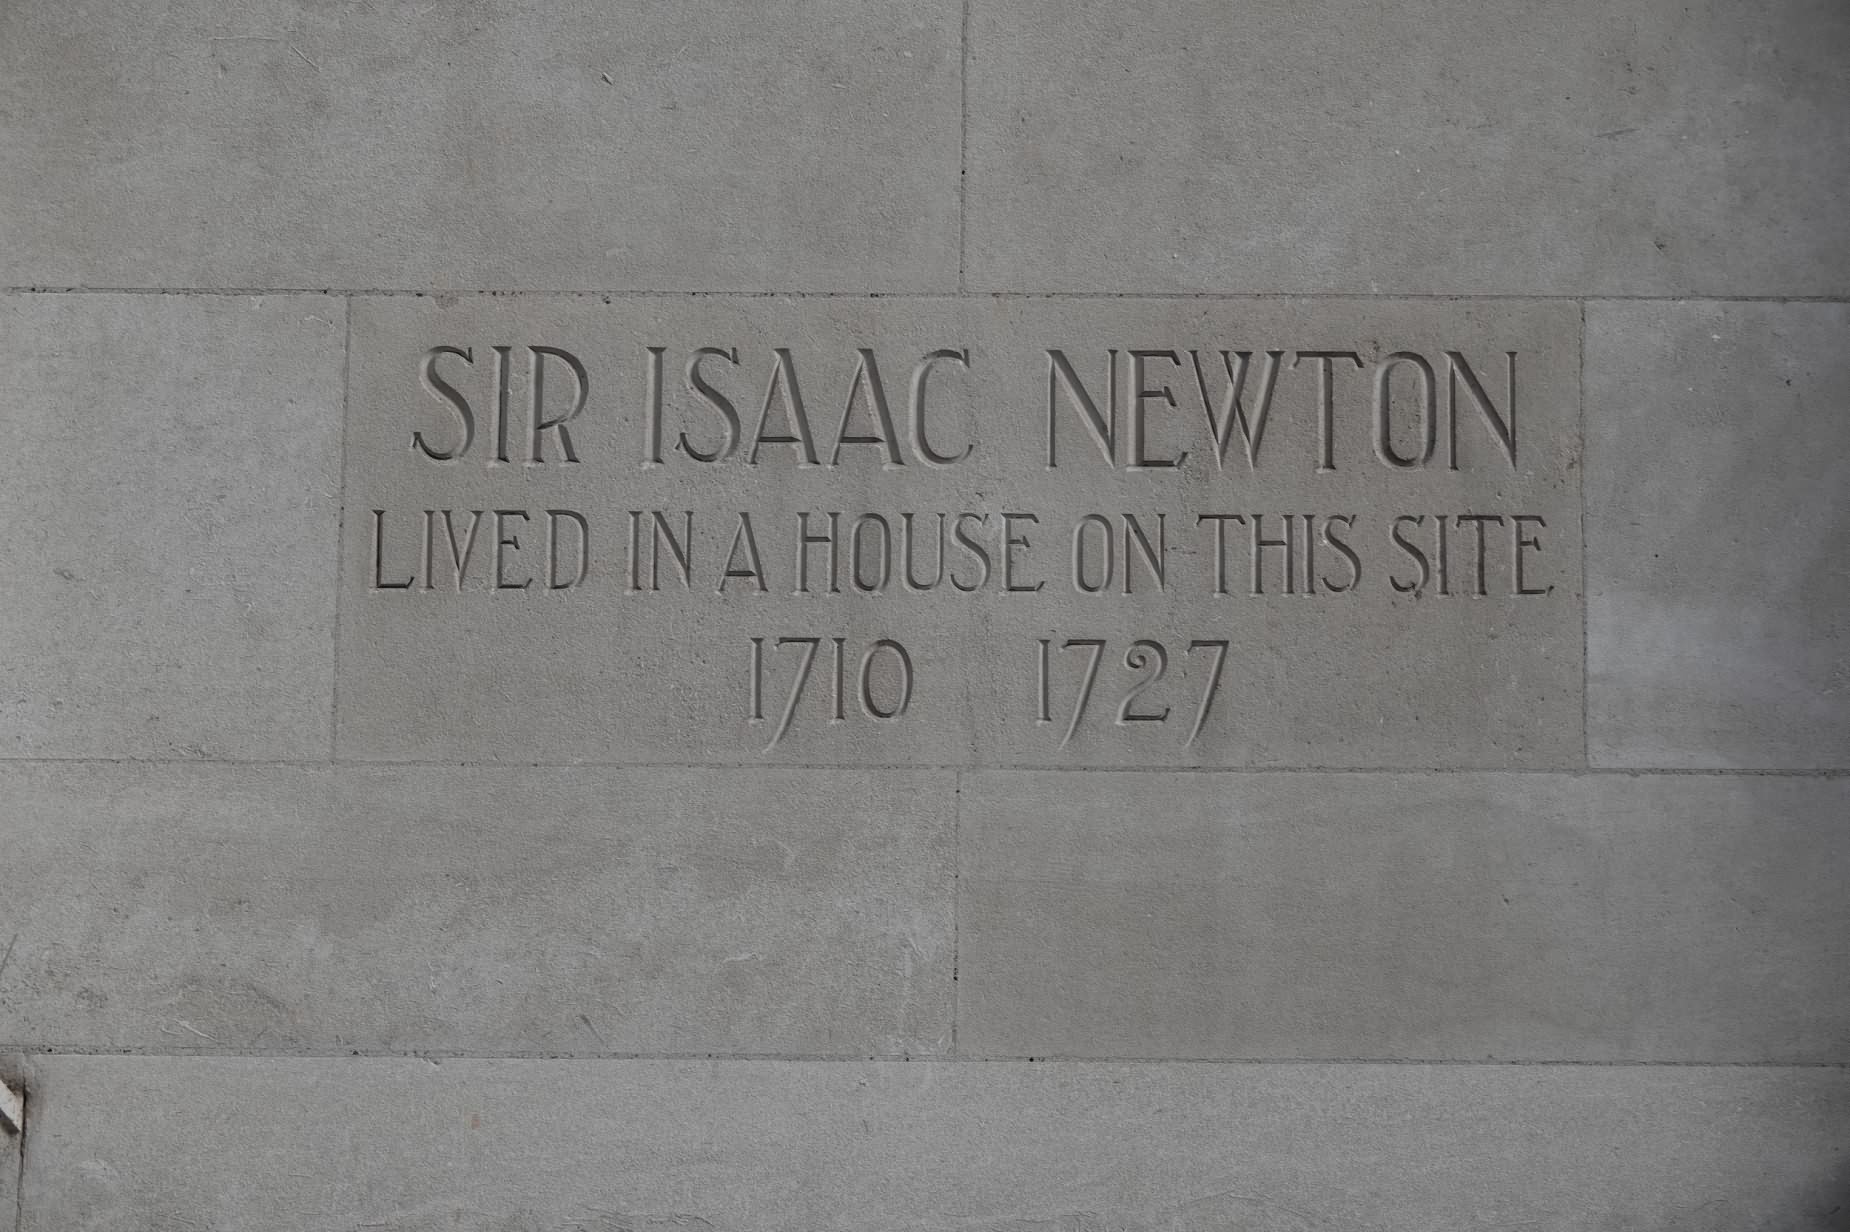 SIR ISAAC NEWTON
LIVED IN A HOUSE ON THIS SITE
1710 1727